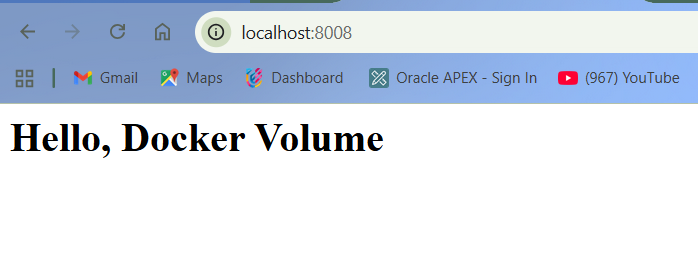 localhost:8008
Gmail Maps Dashboard Oracle APEX - Sign In (967) YouTube
Hello, Docker Volume